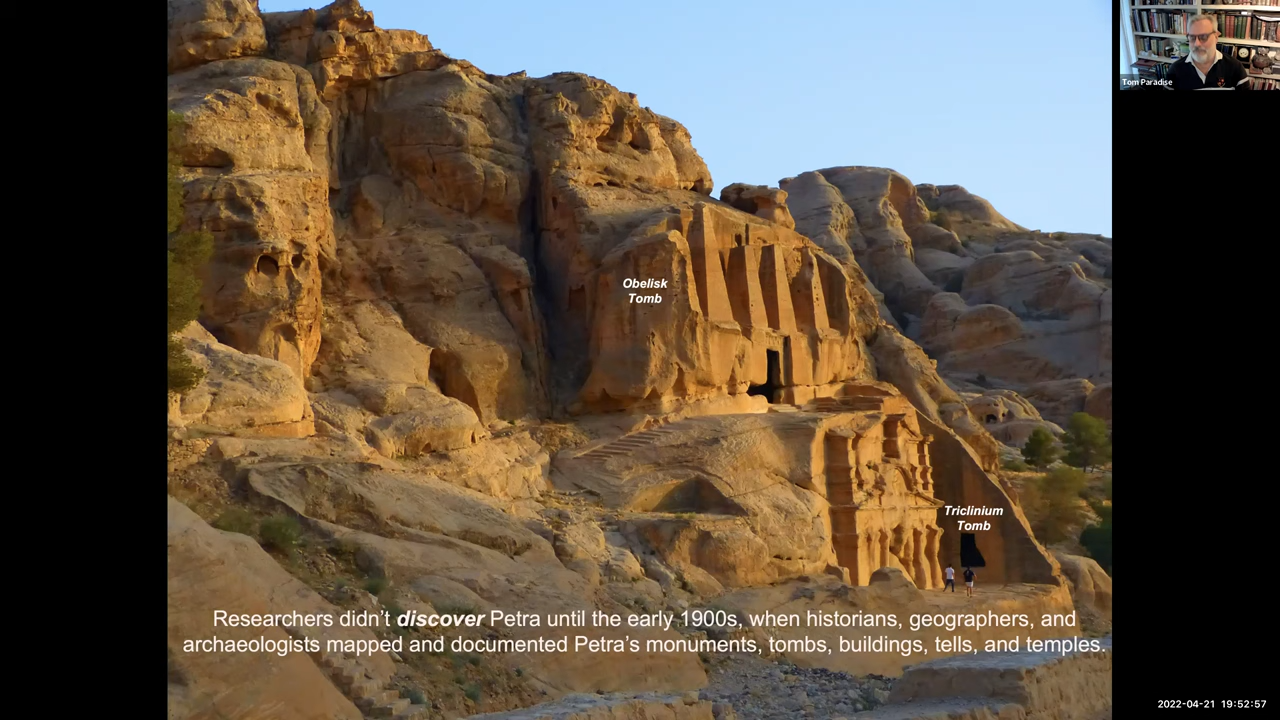 Tom Paradise
Obelisk
Tomb
Triclinium
Tomb
Researchers didn’t discover Petra until the early 1900s, when historians, geographers, and
archaeologists mapped and documented Petra’s monuments, tombs, buildings, tells, and temples.
2022-04-21 19:52:57